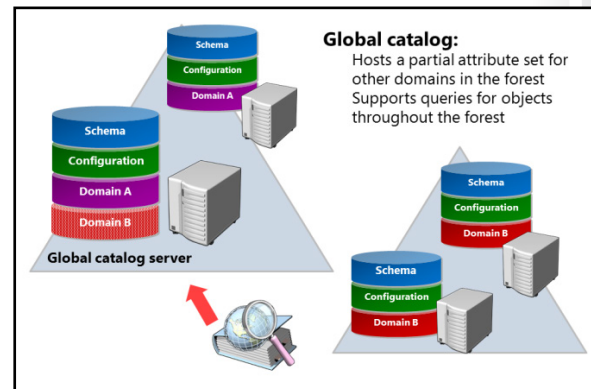 Global catalog:
Hosts a partial attribute set for
other domains in the forest
Supports queries for objects
throughout the forest
Schema
Configuration
Domain A
Schema
Configuration
Domain A
Domain B
Global catalog server
Schema
Configuration
Domain B
Schema
Configuration
Domain B